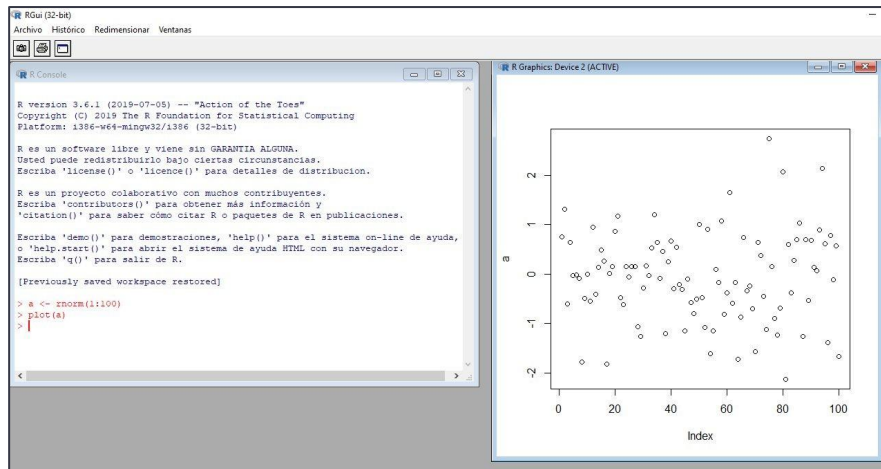 RGui (32-bit)
Archivo Histórico Redimensionar Ventanas
R Console
R version 3.6.1 (2019-07-05) -- "Action of the Toes"
Copyright (C) 2019 The R Foundation for Statistical Computing
Platform: i386-w64-mingw32/i386 (32-bit)
R es un software libre y viene sin GARANTIA ALGUNA.
Usted puede redistribuirlo bajo ciertas circunstancias.
Escriba 'license()' o 'licence()' para detalles de distribucion.
R es un proyecto colaborativo con muchos contribuyentes.
Escriba 'contributors()' para obtener más información y
'citation()' para saber cómo citar R o paquetes de R en publicaciones.
Escriba 'demo()' para demostraciones, 'help()' para el sistema on-line de ayuda,
o 'help.start()' para abrir el sistema de ayuda HTML con su navegador.
Escriba 'q()' para salir de R.
[Previously saved workspace restored]
> a <- rnorm(1:100)
> plot(a)
>
R Graphics: Device 2 (ACTIVE)
2
1
0
-1
-2
a
0 20 40 60 80 100
Index